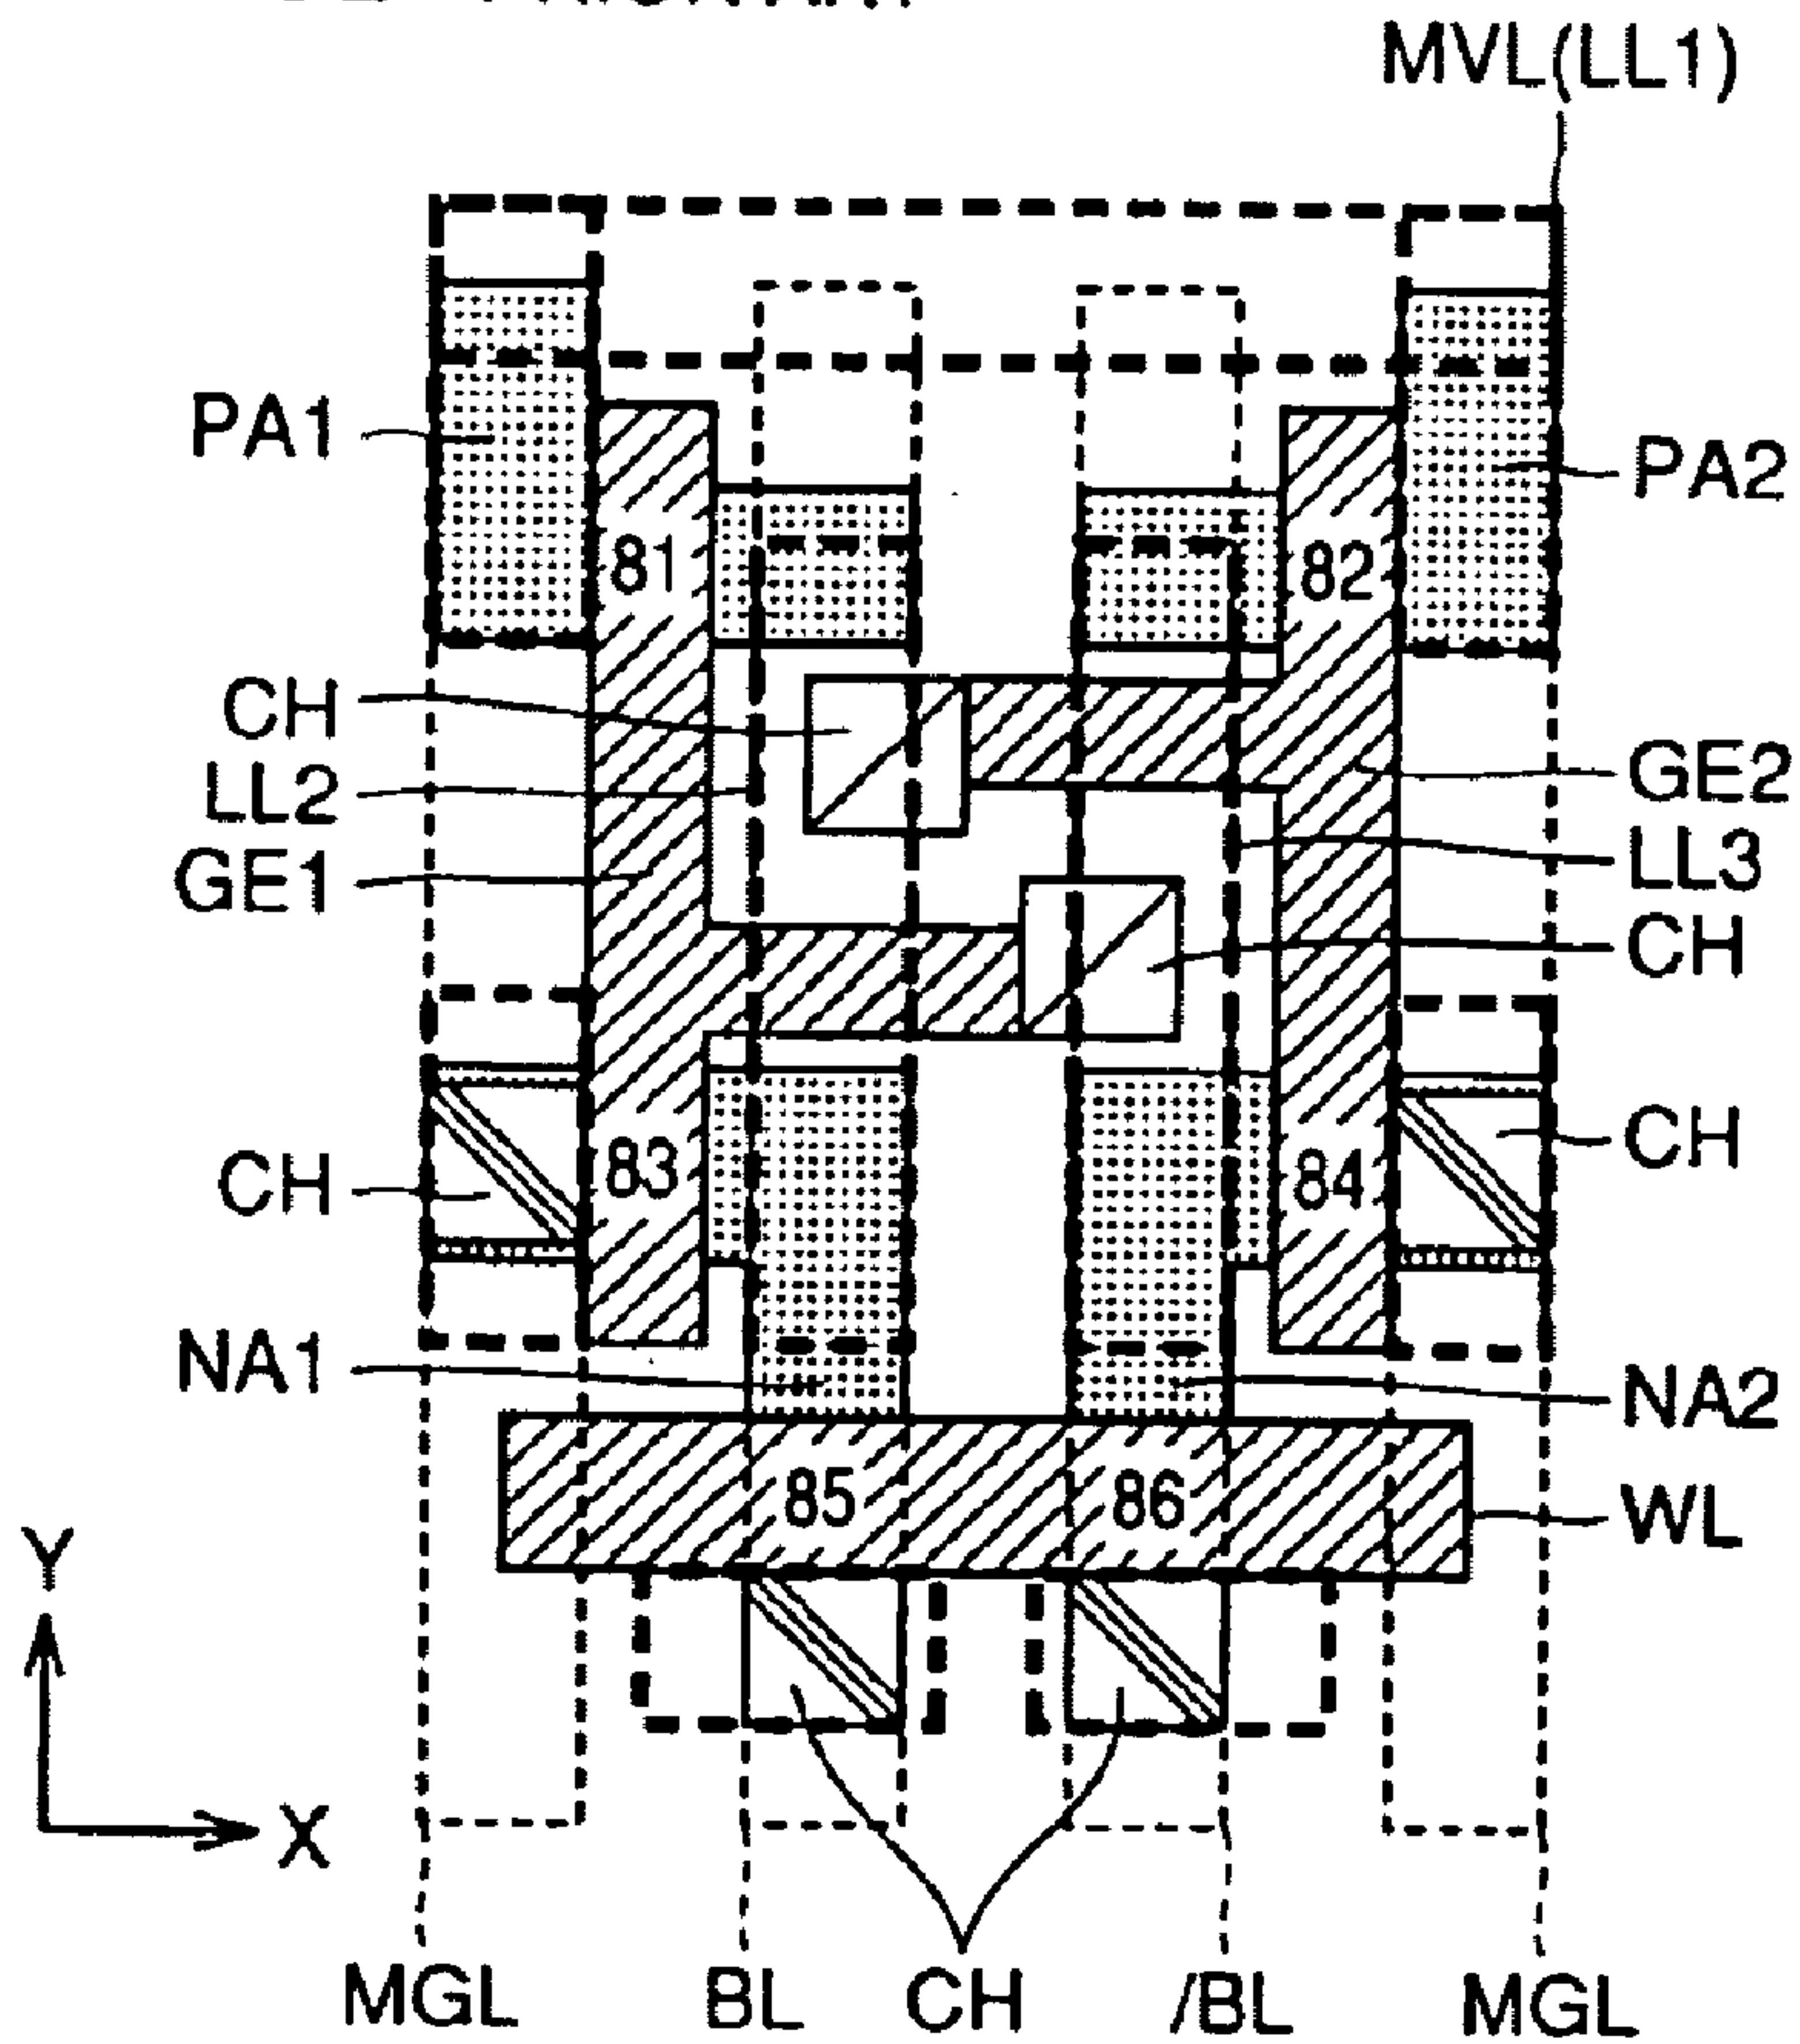 MVL(LL1)
PA1
PA2
81
82
CH
LL2
GE1
GE2
LL3
CH
CH
CH
83
84
NA1
NA2
85
86
WL
Y
X
MGL
BL
CH
/BL
MGL